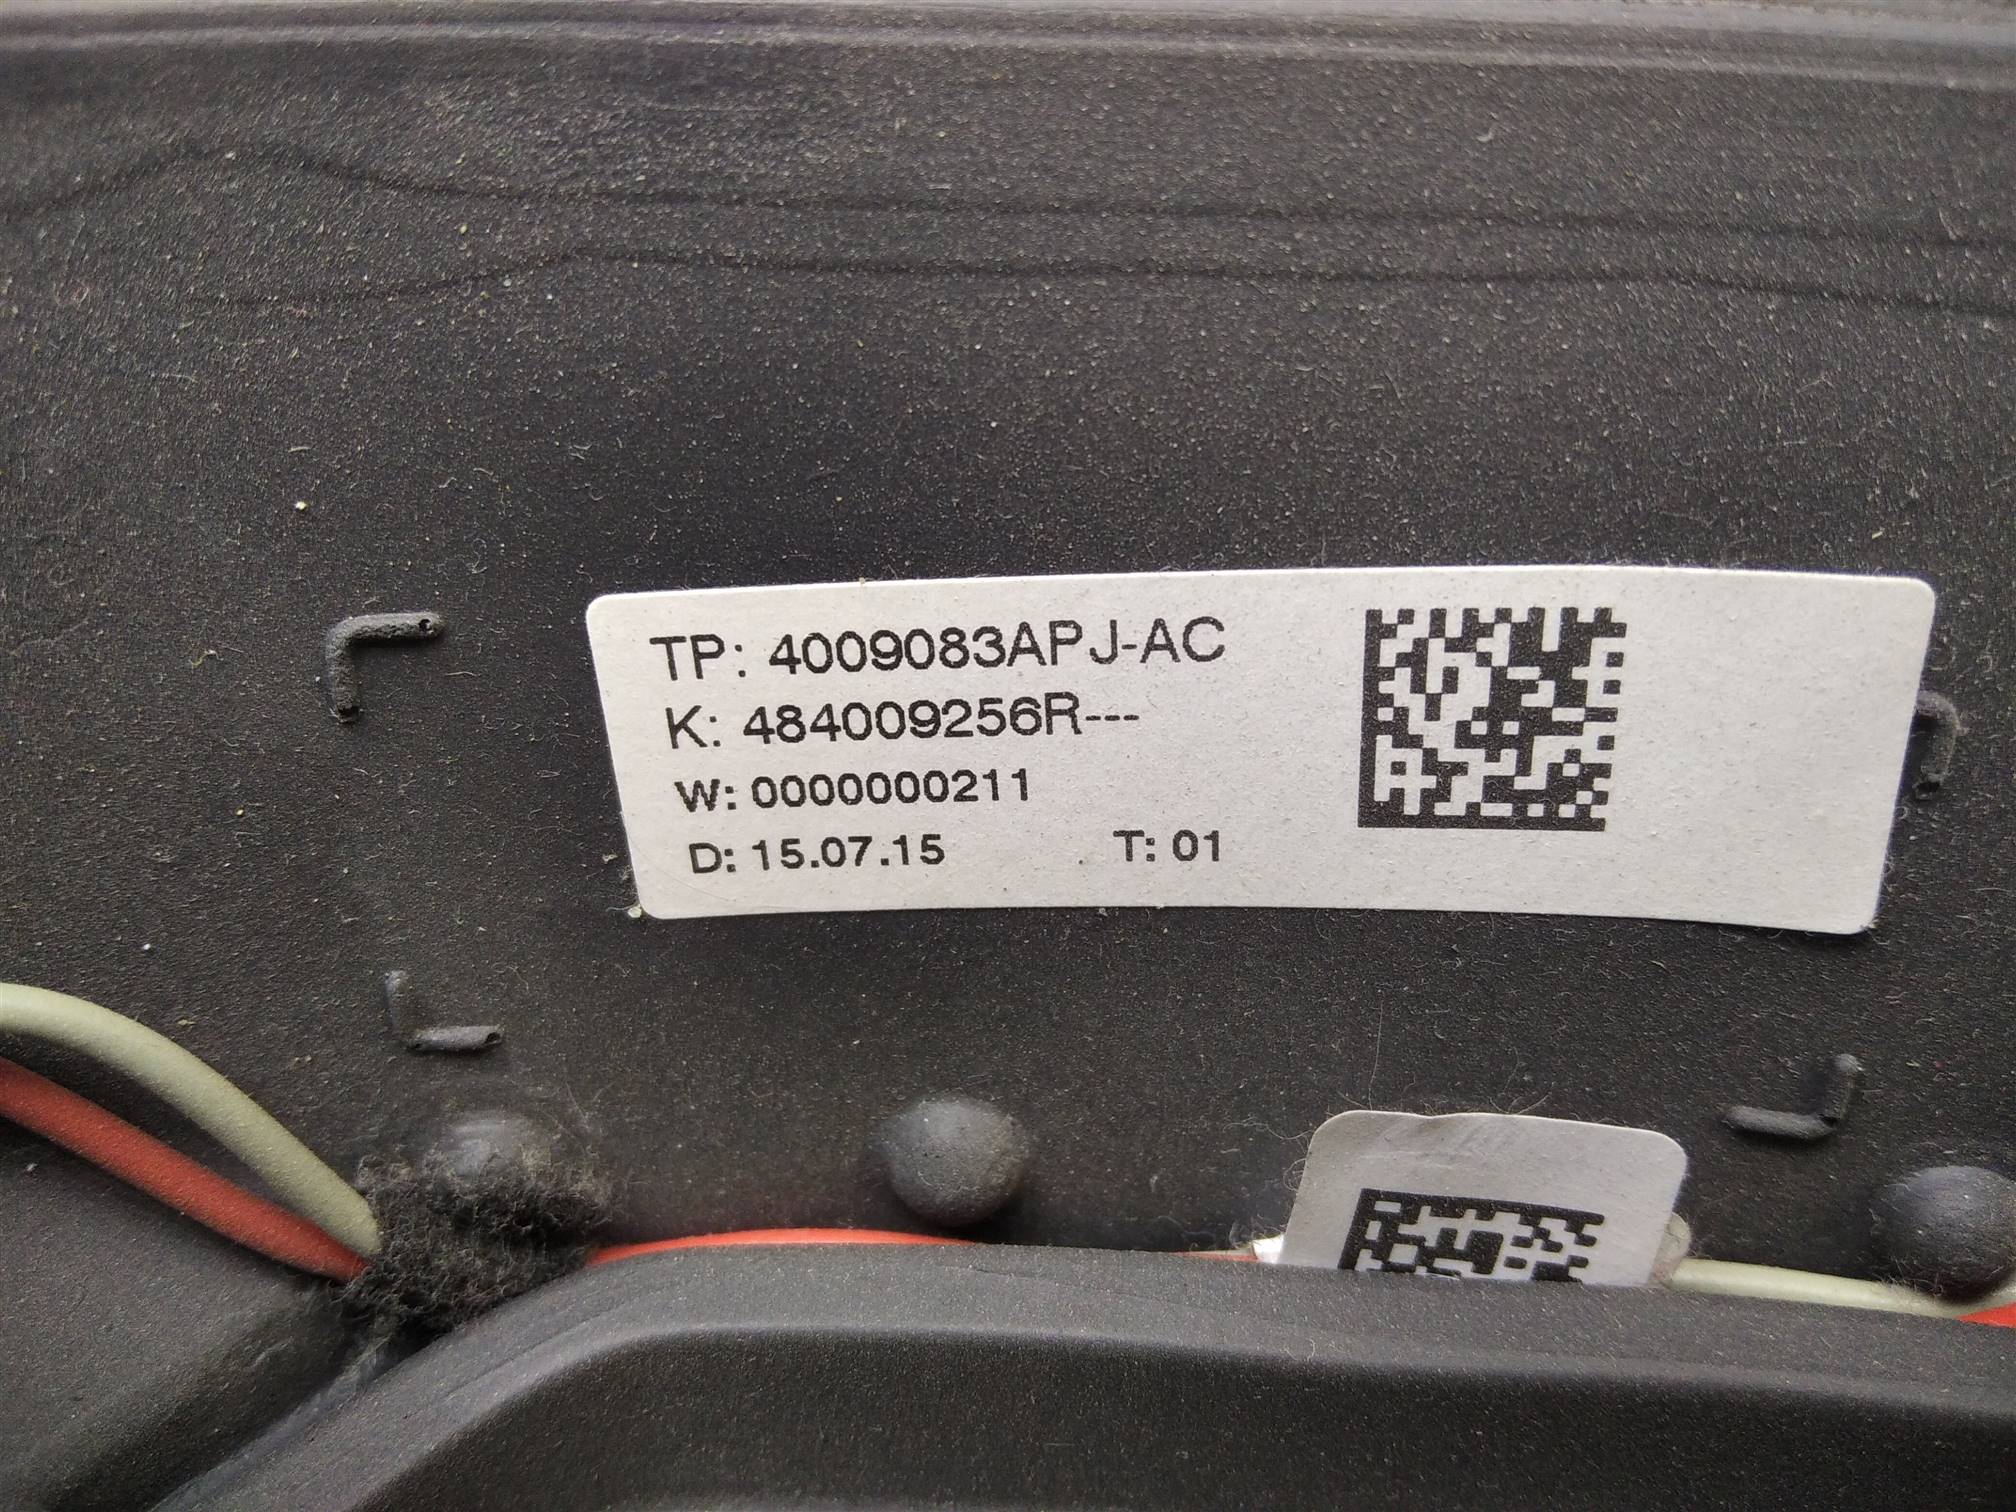 TP: 4009083APJ-AC
K: 484009256R---
W: 0000000211
D: 15.07.15 T: 01